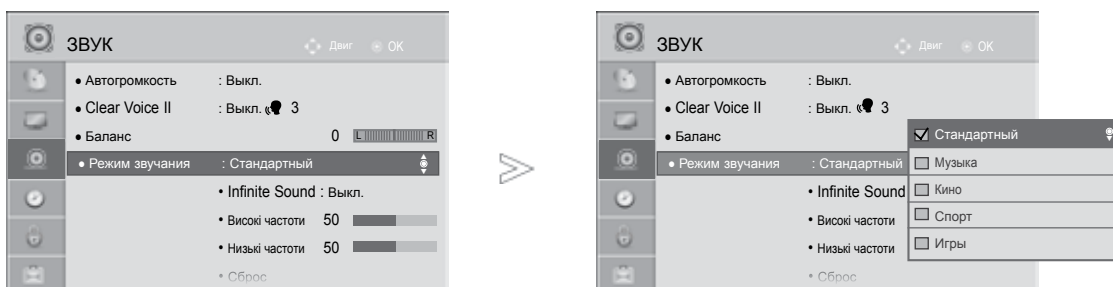 ЗВУК
Двиг OK
• Автогромкость : Выкл.
• Clear Voice II : Выкл. 3
• Баланс 0 L R
• Режим звучания : Стандартный
• Infinite Sound : Выкл.
• Високі частоти 50
• Низькі частоти 50
• Сброс
ЗВУК
Двиг OK
• Автогромкость : Выкл.
• Clear Voice II : Выкл. 3
• Баланс
• Режим звучания : Стандартный
• Infinite Sound
• Високі частоти
• Низькі частоти
• Сброс
Стандартный
Музыка
Кино
Спорт
Игры